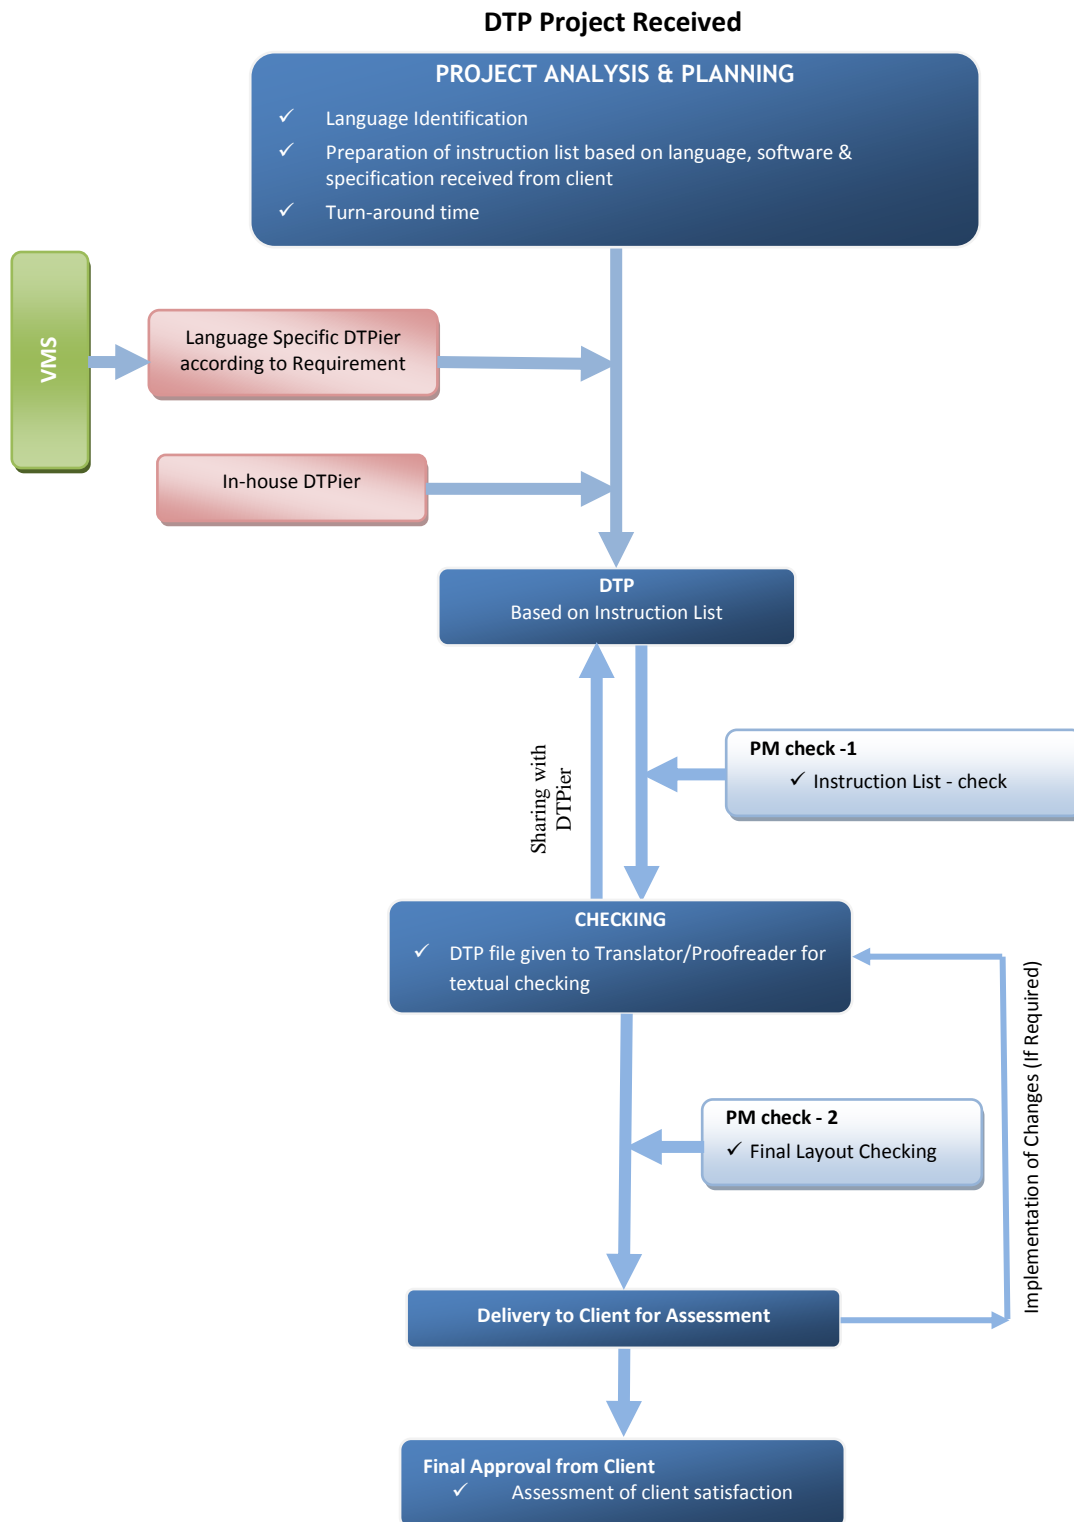 DTP Project Received
PROJECT ANALYSIS & PLANNING
✓ Language Identification
✓ Preparation of instruction list based on language, software &
specification received from client
✓ Turn-around time
VMS
Language Specific DTPier
according to Requirement
In-house DTPier
DTP
Based on Instruction List
Sharing with
DTPier
PM check -1
✓ Instruction List - check
CHECKING
✓ DTP file given to Translator/Proofreader for
textual checking
Implementation of Changes (If Required)
PM check - 2
✓ Final Layout Checking
Delivery to Client for Assessment
Final Approval from Client
✓ Assessment of client satisfaction